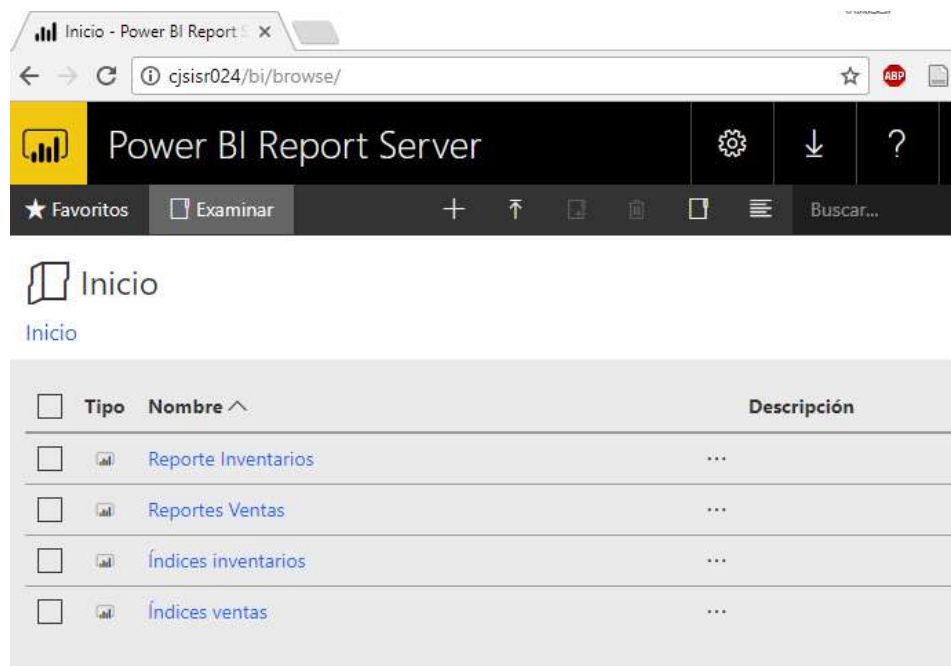 Inicio - Power BI Report S
cjsisr024/bi/browse/
ABP
Power BI Report Server
?
Favoritos Examinar Buscar...
Inicio
Inicio
Tipo Nombre Descripción
Reporte Inventarios ...
Reportes Ventas ...
Índices inventarios ...
Índices ventas ...